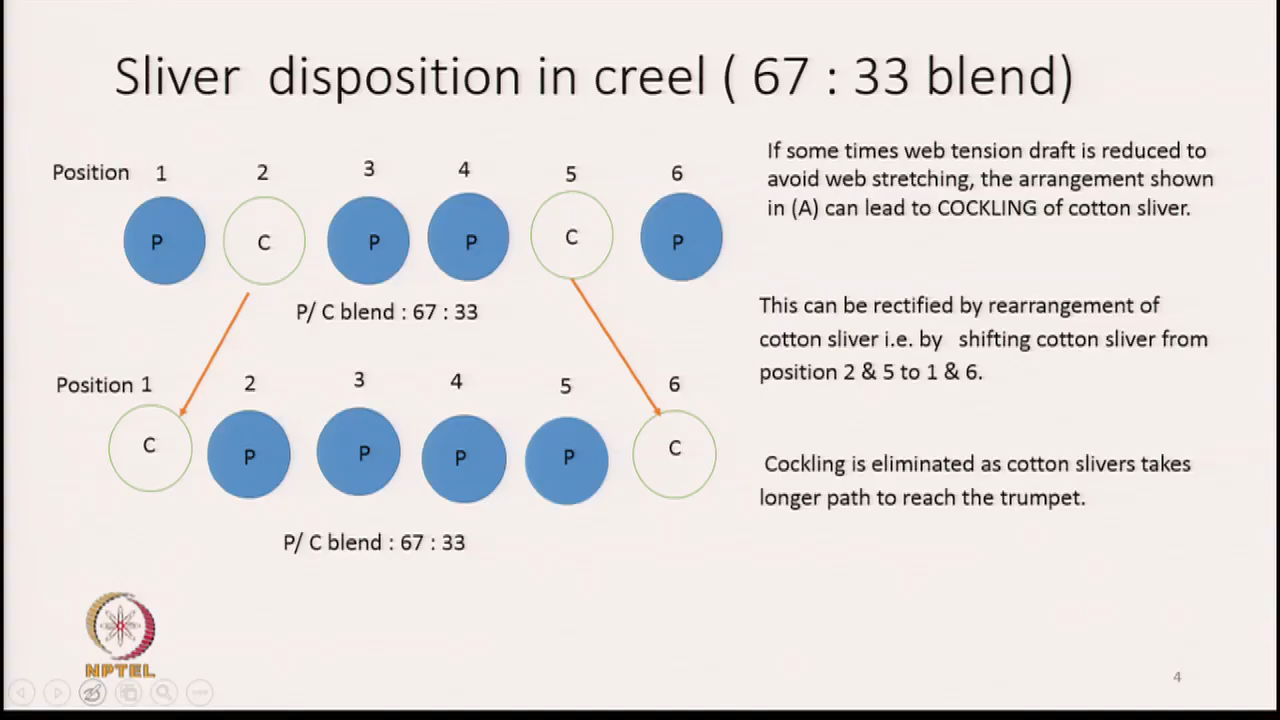 Sliver disposition in creel ( 67 : 33 blend)
Position 1 2 3 4 5 6
P C P P C P
P/ C blend : 67 : 33
Position 1 2 3 4 5 6
C P P P P C
P/ C blend : 67 : 33
If some times web tension draft is reduced to
avoid web stretching, the arrangement shown
in (A) can lead to COCKLING of cotton sliver.
This can be rectified by rearrangement of
cotton sliver i.e. by shifting cotton sliver from
position 2 & 5 to 1 & 6.
Cockling is eliminated as cotton slivers takes
longer path to reach the trumpet.
NPTEL
4